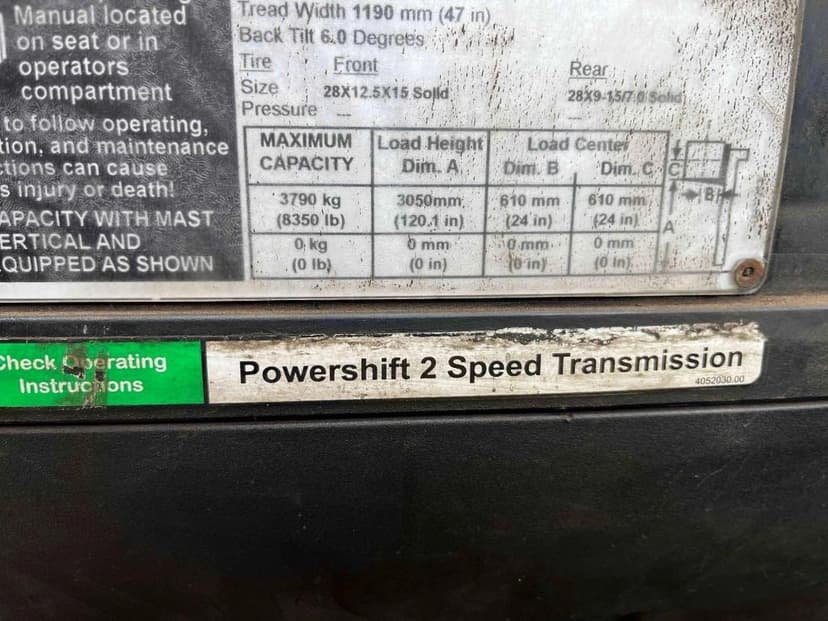 Manual located
on seat or in
operators
compartment
to follow operating,
tion, and maintenance
ctions can cause
s injury or death!
APACITY WITH MAST
ERTICAL AND
QUIPPED AS SHOWN
Tread Width 1190 mm (47 in)
Back Tilt 6.0 Degrees
Tire Front Rear
Size 28X12.5X15 Solid 28X9-15/7.0 Solid
Pressure -- --
MAXIMUM CAPACITY Load Height Dim. A Load Center Dim. B Dim. C
3790 kg 3050mm 610 mm 610 mm
(8350 lb) (120.1 in) (24 in) (24 in)
0 kg 0 mm 0 mm 0 mm
(0 lb) (0 in) (0 in) (0 in)
C
B
A
Check Operating
Instructions
Powershift 2 Speed Transmission
4052030.00